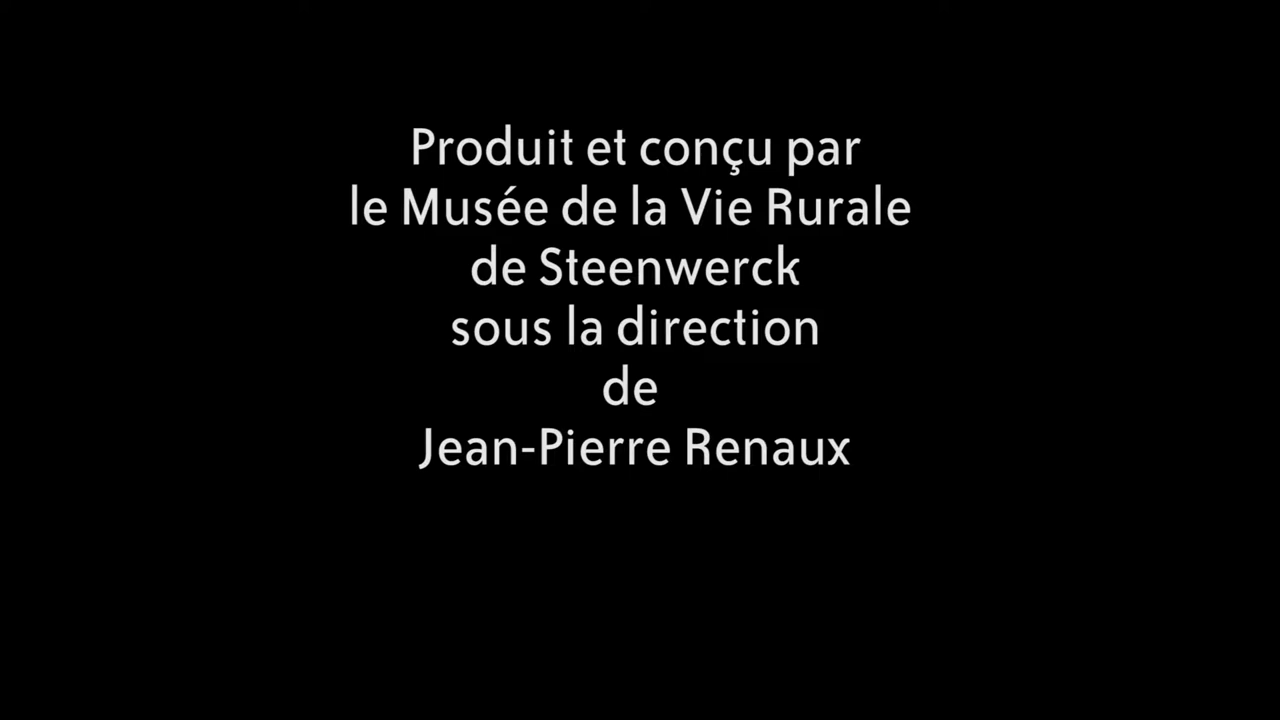 Produit et conçu par
le Musée de la Vie Rurale
de Steenwerck
sous la direction
de
Jean-Pierre Renaux